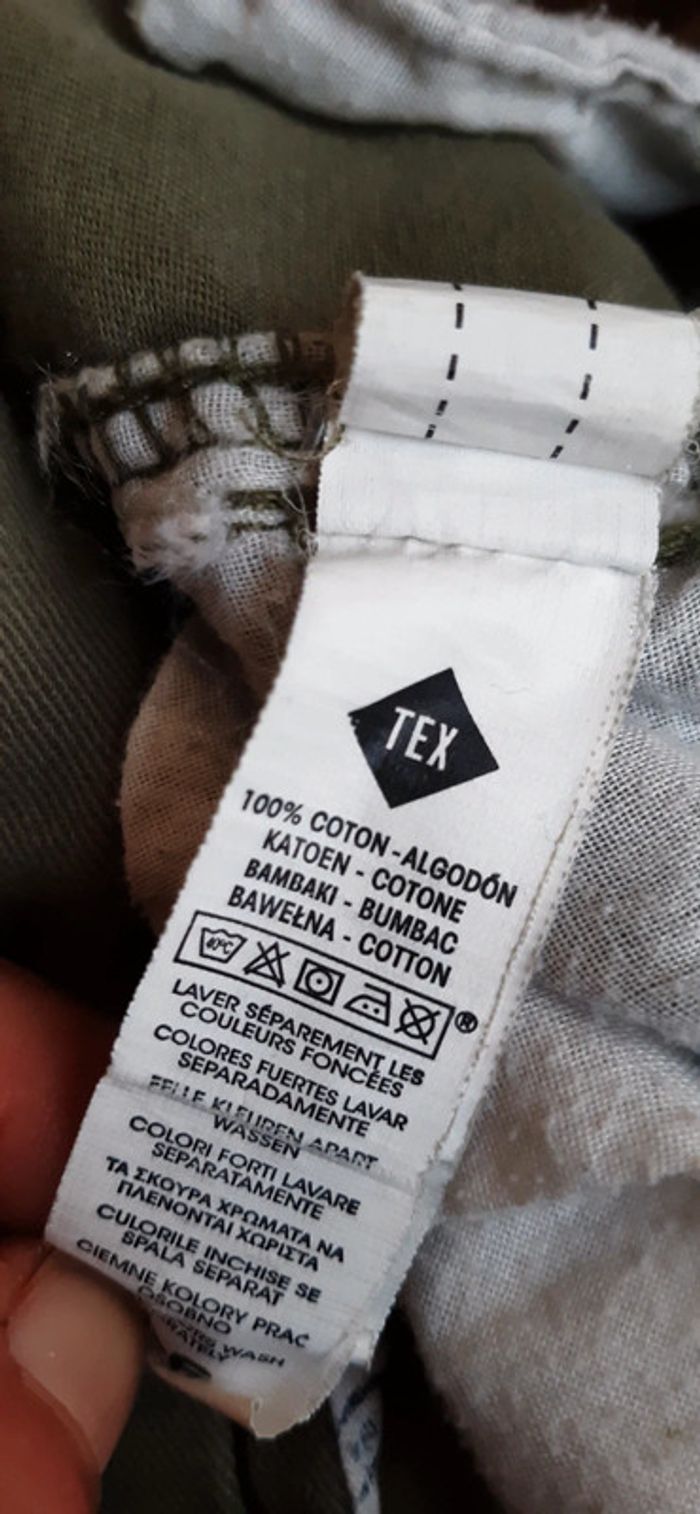 TEX
100% COTON - ALGODÓN
KATOEN - COTONE
BAMBAKI - BUMBAC
BAWEŁNA - COTTON
40°C
®
LAVER SÉPAREMENT LES
COULEURS FONCÉES
COLORES FUERTES LAVAR
SEPARADAMENTE
FELLE KLEUREN APART
WASSEN
COLORI FORTI LAVARE
SEPARATAMENTE
ΤΑ ΣΚΟΥΡΑ ΧΡΩΜΑΤΑ ΝΑ
ΠΛΕΝΟΝΤΑΙ ΧΩΡΙΣΤΑ
CULORILE INCHISE SE
SPALA SEPARAT
CIEMNE KOLORY PRAĆ
OSOBNO
WASH